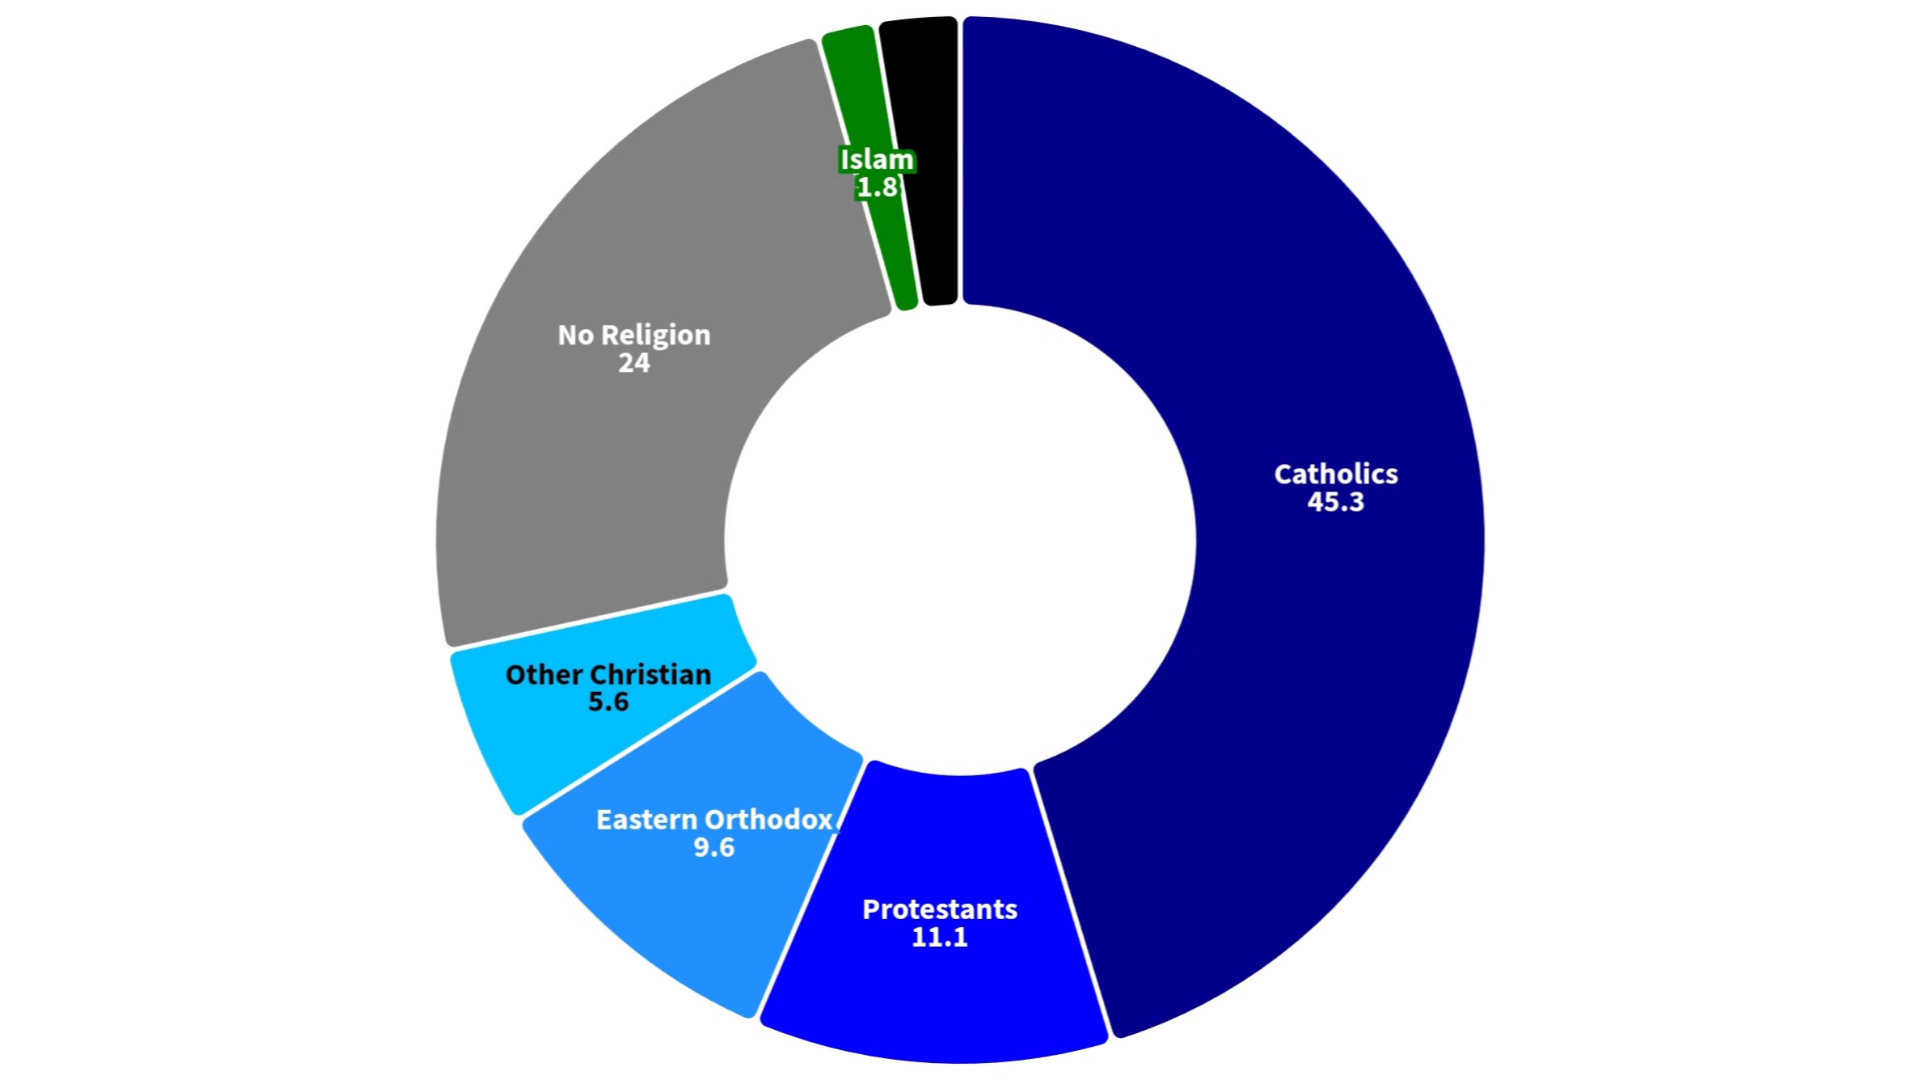 Islam
1.8
No Religion
24
Catholics
45.3
Other Christian
5.6
Eastern Orthodox
9.6
Protestants
11.1